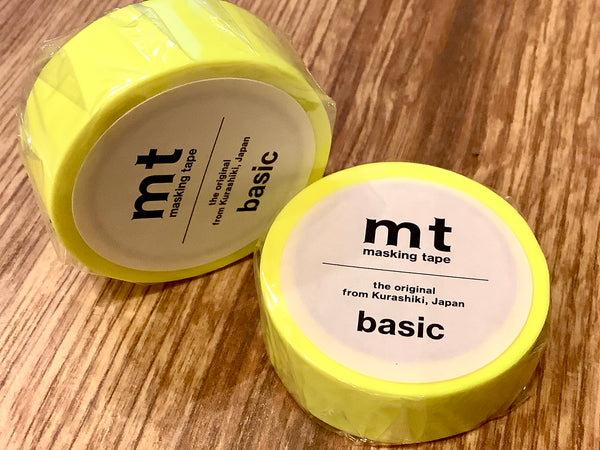 mt
masking tape
the original
from Kurashiki, Japan
basic
mt
masking tape
the original
from Kurashiki, Japan
basic